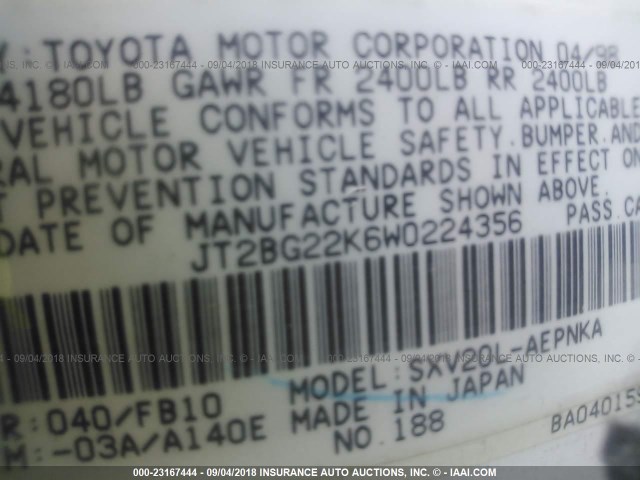 000-23167444 - 09/04/2018 INSURANCE AUTO AUCTIONS © - IAAI.COM
Y: TOYOTA MOTOR CORPORATION 04/98
4180LB GAWR FR 2400LB RR 2400LB
VEHICLE CONFORMS TO ALL APPLICABLE
RAL MOTOR VEHICLE SAFETY.BUMPER.AND
T PREVENTION STANDARDS IN EFFECT ON
DATE OF MANUFACTURE SHOWN ABOVE.
JT2BG22K6W0224356 PASS.CA
MODEL:SXV20L-AEPNKA
R:040/FB10 MADE IN JAPAN
M:-03A/A140E NO.188 BA04015